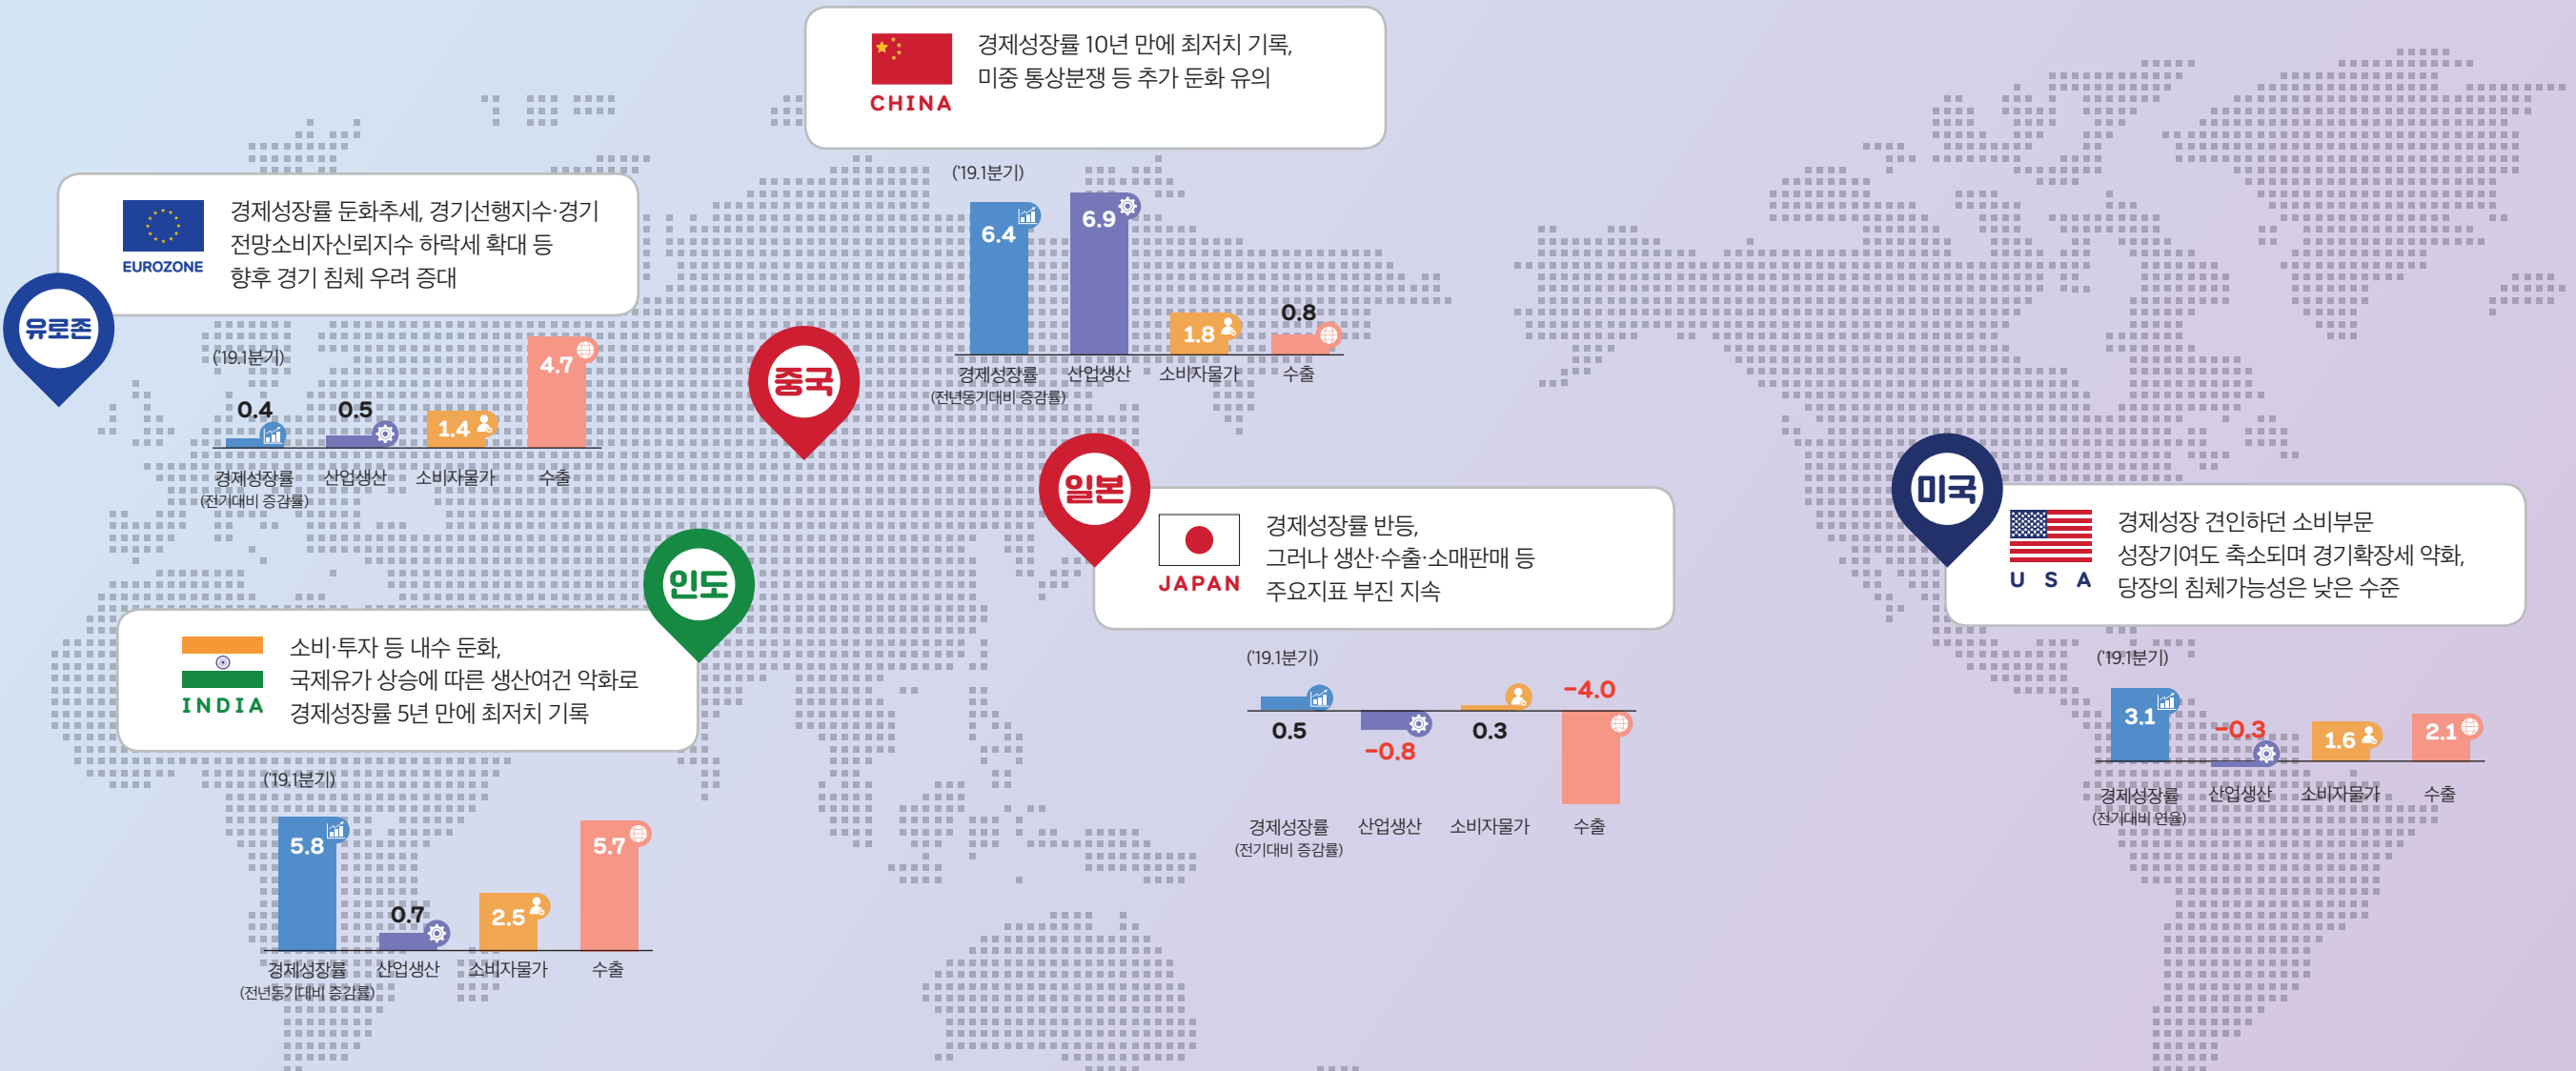 CHINA
경제성장률 10년 만에 최저치 기록,
미중 통상분쟁 등 추가 둔화 유의
중국
('19.1분기)
6.4
6.9
1.8
0.8
경제성장률
(전년동기대비 증감률)
산업생산
소비자물가
수출
유로존
EUROZONE
경제성장률 둔화추세, 경기선행지수·경기
전망소비자신뢰지수 하락세 확대 등
향후 경기 침체 우려 증대
('19.1분기)
0.4
0.5
1.4
4.7
경제성장률
(전기대비 증감률)
산업생산
소비자물가
수출
인도
INDIA
소비·투자 등 내수 둔화,
국제유가 상승에 따른 생산여건 악화로
경제성장률 5년 만에 최저치 기록
('19.1분기)
5.8
0.7
2.5
5.7
경제성장률
(전년동기대비 증감률)
산업생산
소비자물가
수출
일본
JAPAN
경제성장률 반등,
그러나 생산·수출·소매판매 등
주요지표 부진 지속
('19.1분기)
0.5
-0.8
0.3
-4.0
경제성장률
(전기대비 증감률)
산업생산
소비자물가
수출
미국
USA
경제성장 견인하던 소비부문
성장기여도 축소되며 경기확장세 약화,
당장의 침체가능성은 낮은 수준
('19.1분기)
3.1
-0.3
1.6
2.1
경제성장률
(전기대비 연율)
산업생산
소비자물가
수출